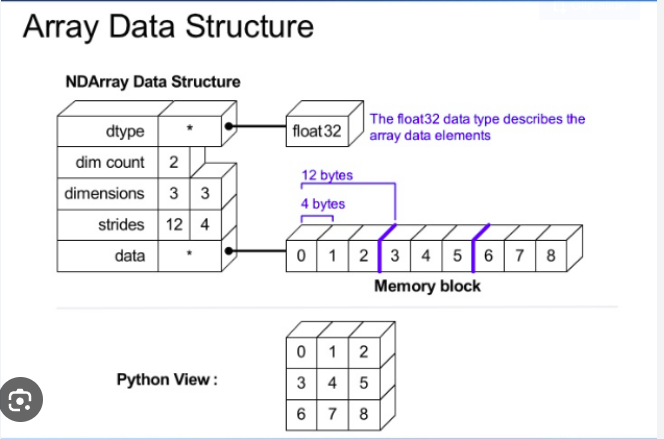 Array Data Structure
NDArray Data Structure
dtype *
float32
The float32 data type describes the
array data elements
dim count 2
dimensions 3 3
12 bytes
strides 12 4
4 bytes
data *
0 1 2 3 4 5 6 7 8
Memory block
Python View :
0 1 2
3 4 5
6 7 8